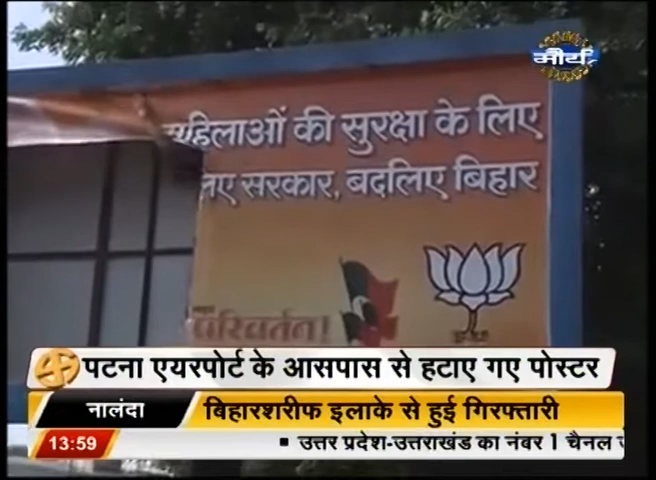 मौर्य
महिलाओं की सुरक्षा के लिए
सरकार, बदलिए बिहार
परिवर्तन!
पटना एयरपोर्ट के आसपास से हटाए गए पोस्टर
नालंदा
बिहारशरीफ इलाके से हुई गिरफ्तारी
13:59
▪ उत्तर प्रदेश-उत्तराखंड का नंबर 1 चैनल